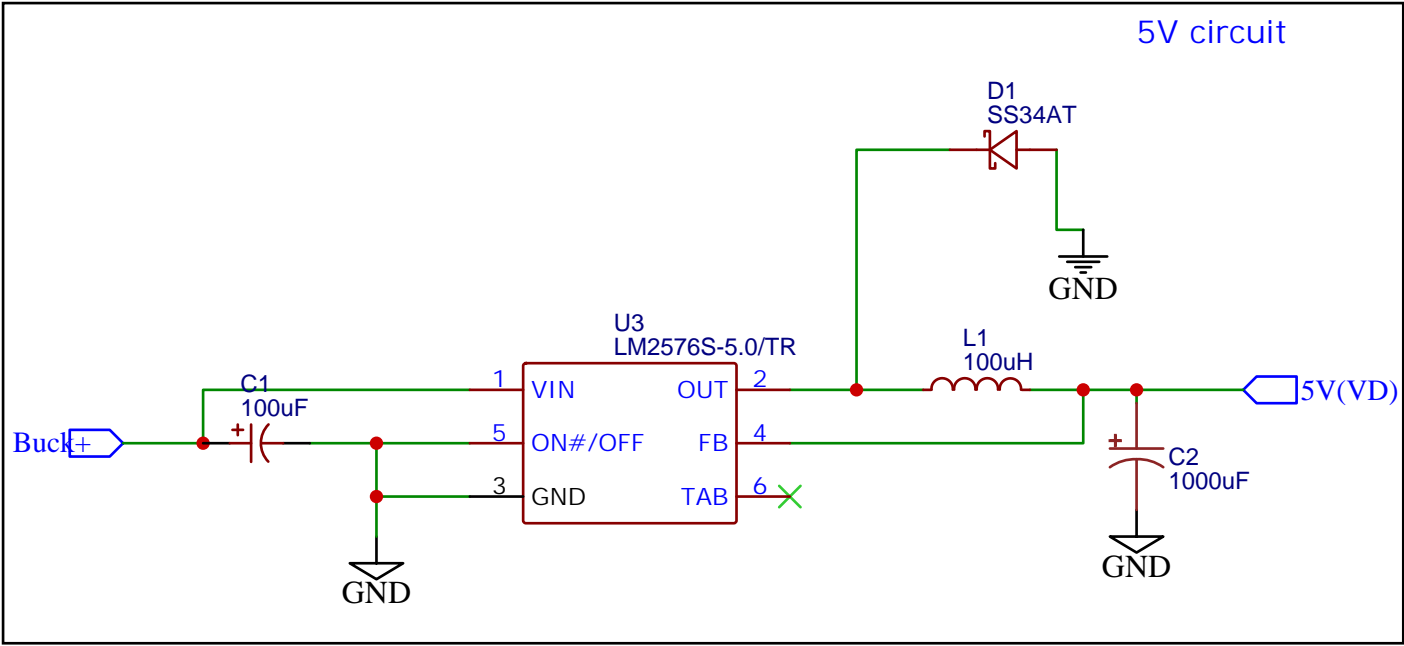 5V circuit
D1
SS34AT
GND
U3
LM2576S-5.0/TR
L1
100uH
C1
100uF
1
VIN
OUT
2
5V(VD)
Buck+
5
ON#/OFF
FB
4
C2
1000uF
3
GND
TAB
6
GND
GND